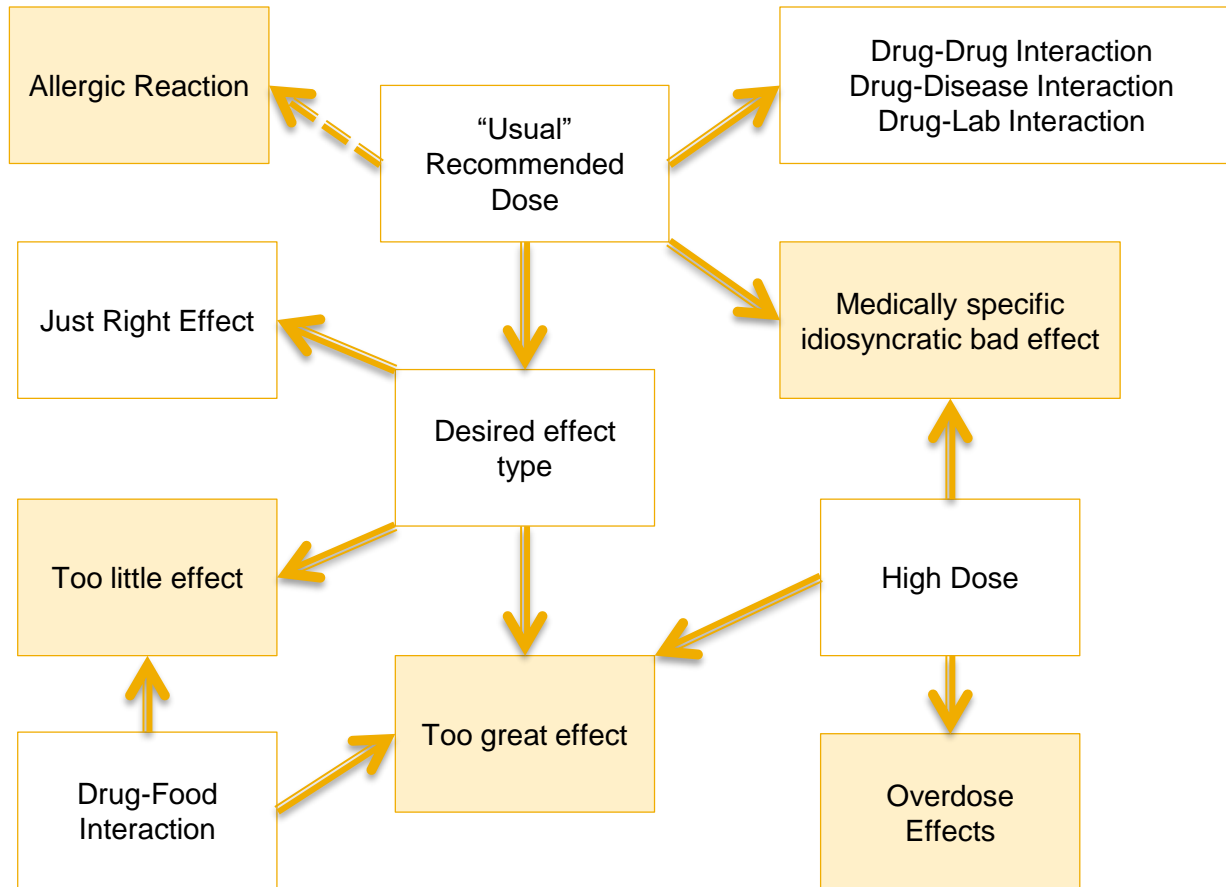 Allergic Reaction
“Usual”
Recommended
Dose
Drug-Drug Interaction
Drug-Disease Interaction
Drug-Lab Interaction
Just Right Effect
Medically specific
idiosyncratic bad effect
Desired effect
type
Too little effect
High Dose
Too great effect
Drug-Food
Interaction
Overdose
Effects